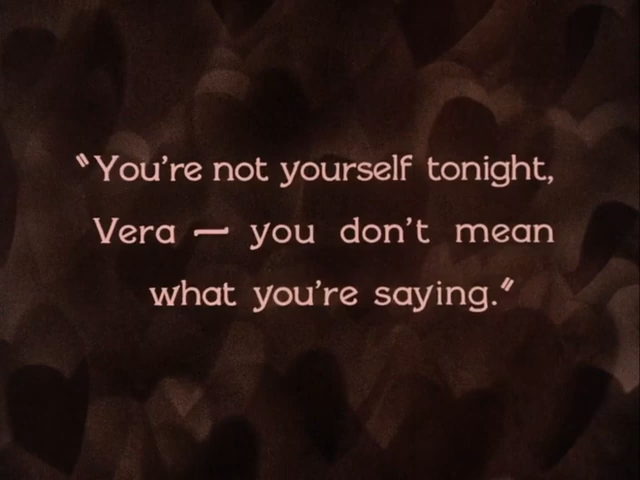 "You're not yourself tonight,
Vera — you don't mean
what you're saying."